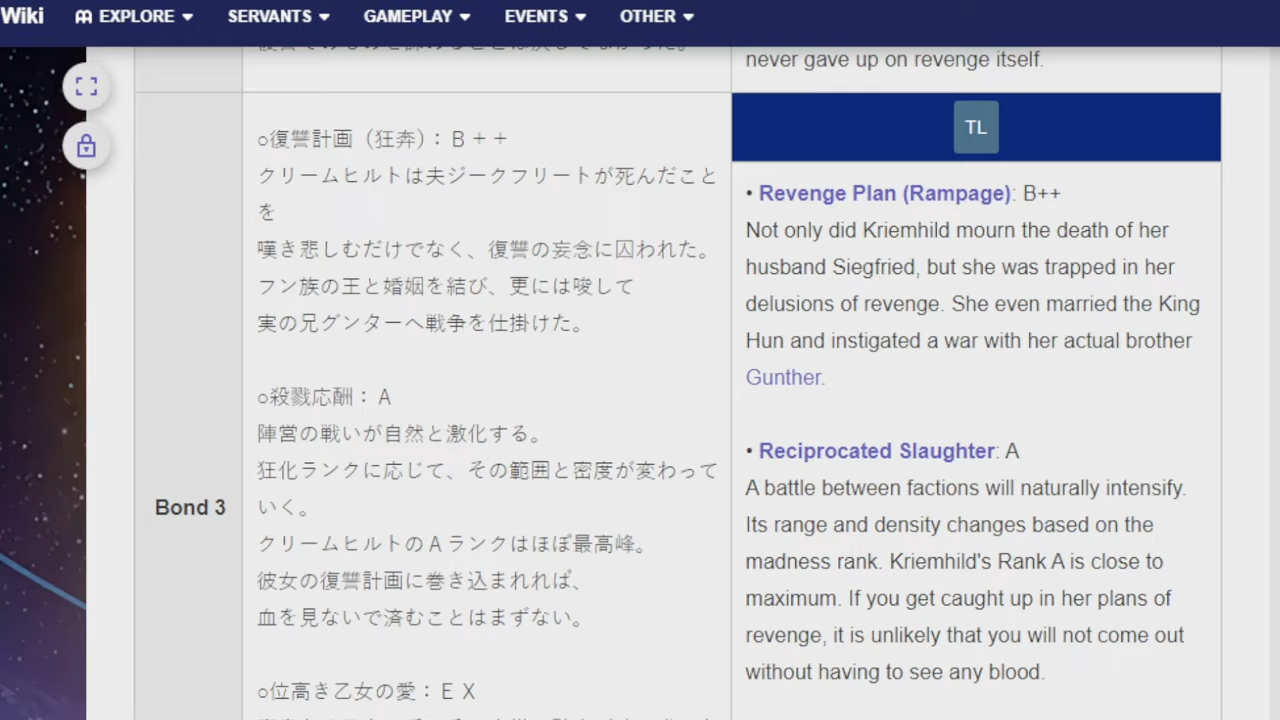 Wiki
EXPLORE
SERVANTS
GAMEPLAY
EVENTS
OTHER
never gave up on revenge itself.
Bond 3
○復讐計画（狂奔）：Ｂ＋＋
クリームヒルトは夫ジークフリートが死んだこと
を
嘆き悲しむだけでなく、復讐の妄念に囚われた。
フン族の王と婚姻を結び、更には唆して
実の兄グンターへ戦争を仕掛けた。
○殺戮応酬：Ａ
陣営の戦いが自然と激化する。
狂化ランクに応じて、その範囲と密度が変わって
いく。
クリームヒルトのＡランクはほぼ最高峰。
彼女の復讐計画に巻き込まれれば、
血を見ないで済むことはまずない。
○位高き乙女の愛：ＥＸ
TL
• Revenge Plan (Rampage): B++
Not only did Kriemhild mourn the death of her
husband Siegfried, but she was trapped in her
delusions of revenge. She even married the King
Hun and instigated a war with her actual brother
Gunther.
• Reciprocated Slaughter: A
A battle between factions will naturally intensify.
Its range and density changes based on the
madness rank. Kriemhild's Rank A is close to
maximum. If you get caught up in her plans of
revenge, it is unlikely that you will not come out
without having to see any blood.